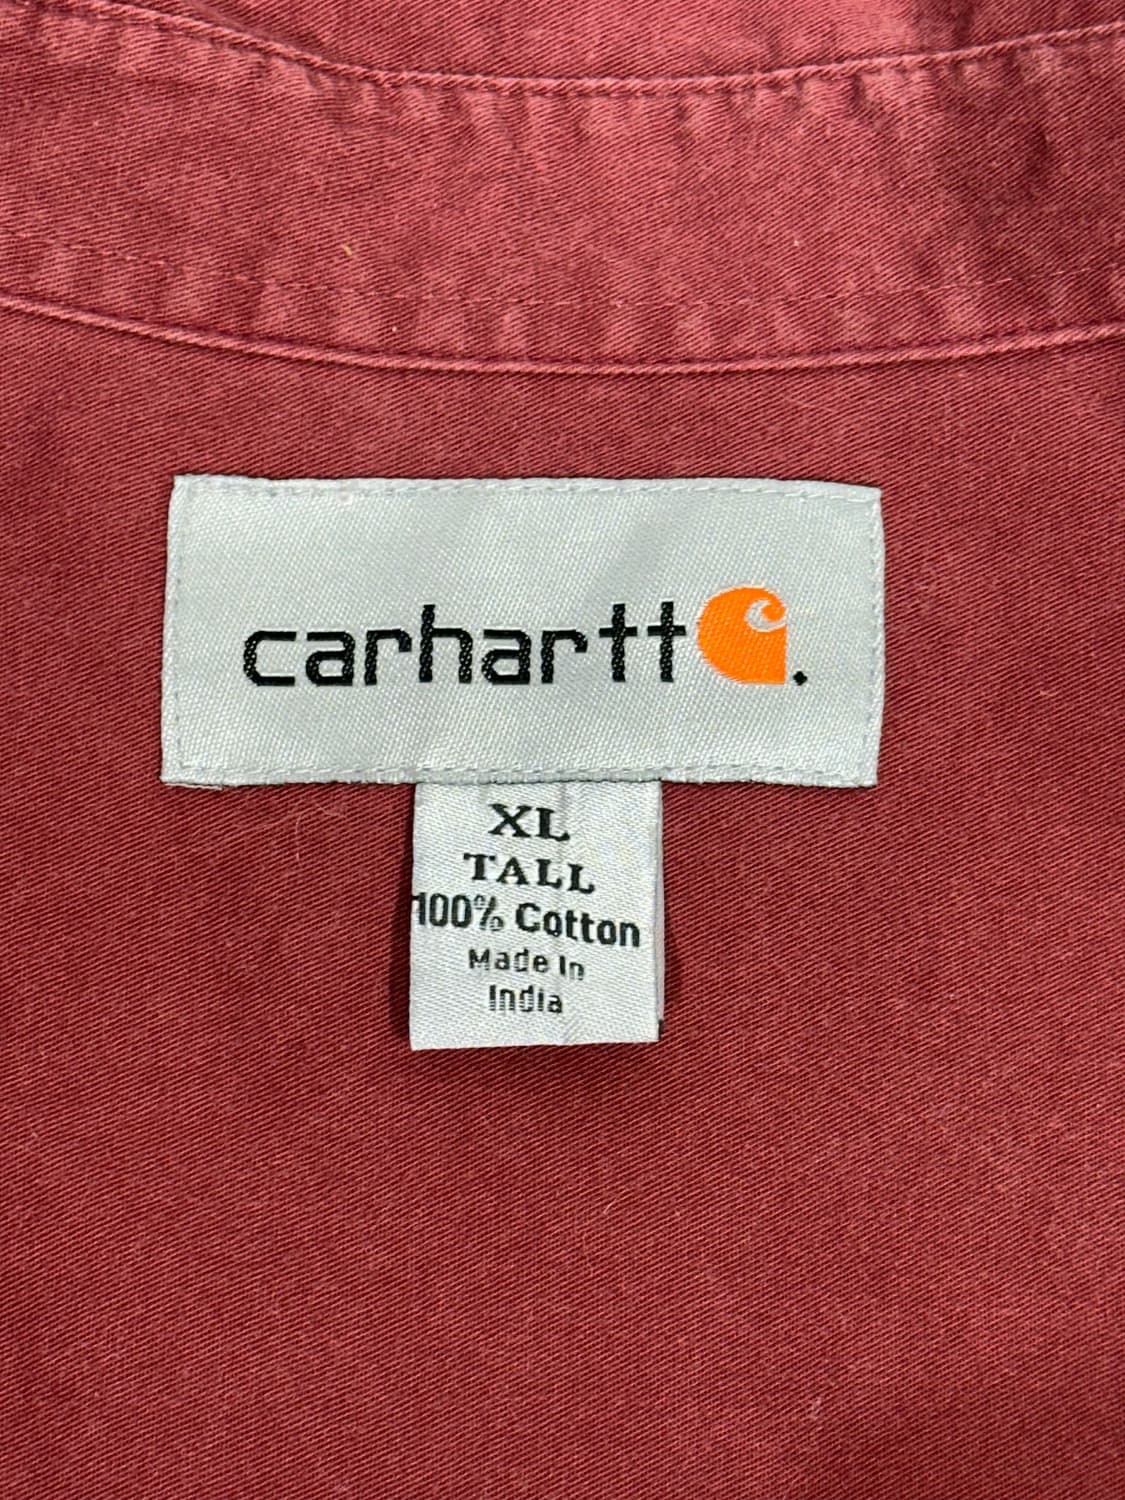 carhartt.
XL
TALL
100% Cotton
Made In
India